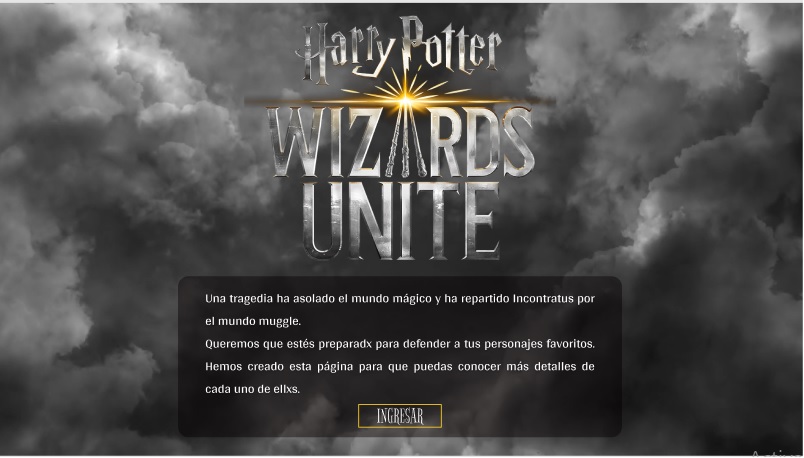 Harry Potter
WIZARDS
UNITE
Una tragedia ha asolado el mundo mágico y ha repartido Incontratus por
el mundo muggle.
Queremos que estés preparadx para defender a tus personajes favoritos.
Hemos creado esta página para que puedas conocer más detalles de
cada uno de ellxs.
INGRESAR